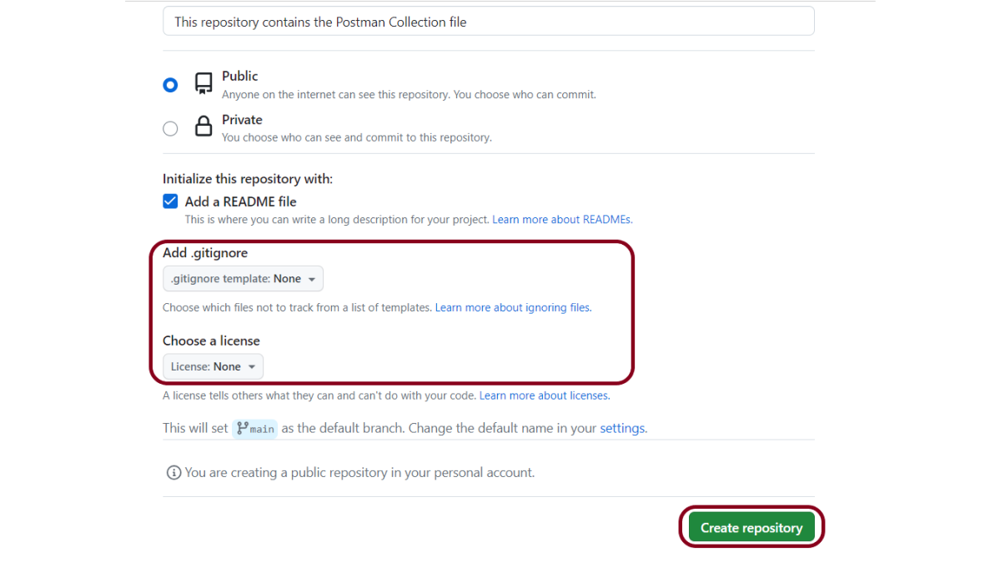 This repository contains the Postman Collection file
Public
Anyone on the internet can see this repository. You choose who can commit.
Private
You choose who can see and commit to this repository.
Initialize this repository with:
Add a README file
This is where you can write a long description for your project. Learn more about READMEs.
Add .gitignore
.gitignore template: None
Choose which files not to track from a list of templates. Learn more about ignoring files.
Choose a license
License: None
A license tells others what they can and can't do with your code. Learn more about licenses.
This will set main as the default branch. Change the default name in your settings.
You are creating a public repository in your personal account.
Create repository